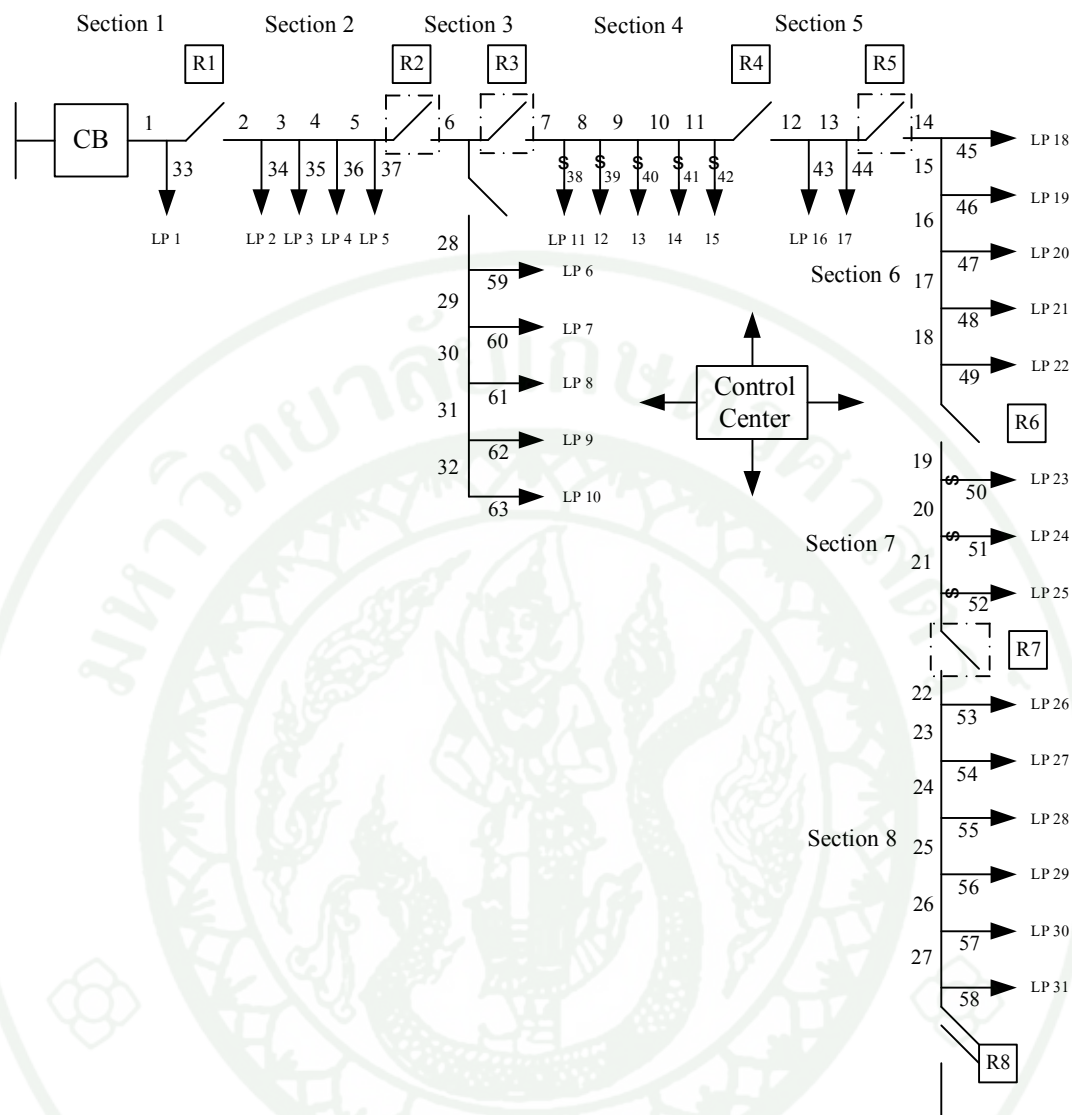 Section 1 Section 2 Section 3 Section 4 Section 5
R1 R2 R3 R4 R5
CB 1 2 3 4 5 6 7 8 9 10 11 12 13 14
33 34 35 36 37 S 38 S 39 S 40 S 41 S 42 43 44 15 45 LP 18
LP 1 LP 2 LP 3 LP 4 LP 5 LP 11 12 13 14 15 LP 16 17
46 LP 19
16
28 47 LP 20
59 LP 6 Section 6 17
29 48 LP 21
60 LP 7 18
30 49 LP 22
61 LP 8 Control
Center R6
31
62 LP 9 19
32 S 50 LP 23
63 LP 10 20
Section 7 S 51 LP 24
21
S 52 LP 25
R7
22
53 LP 26
23
54 LP 27
24
55 LP 28
Section 8 25
56 LP 29
26
57 LP 30
27
58 LP 31
R8